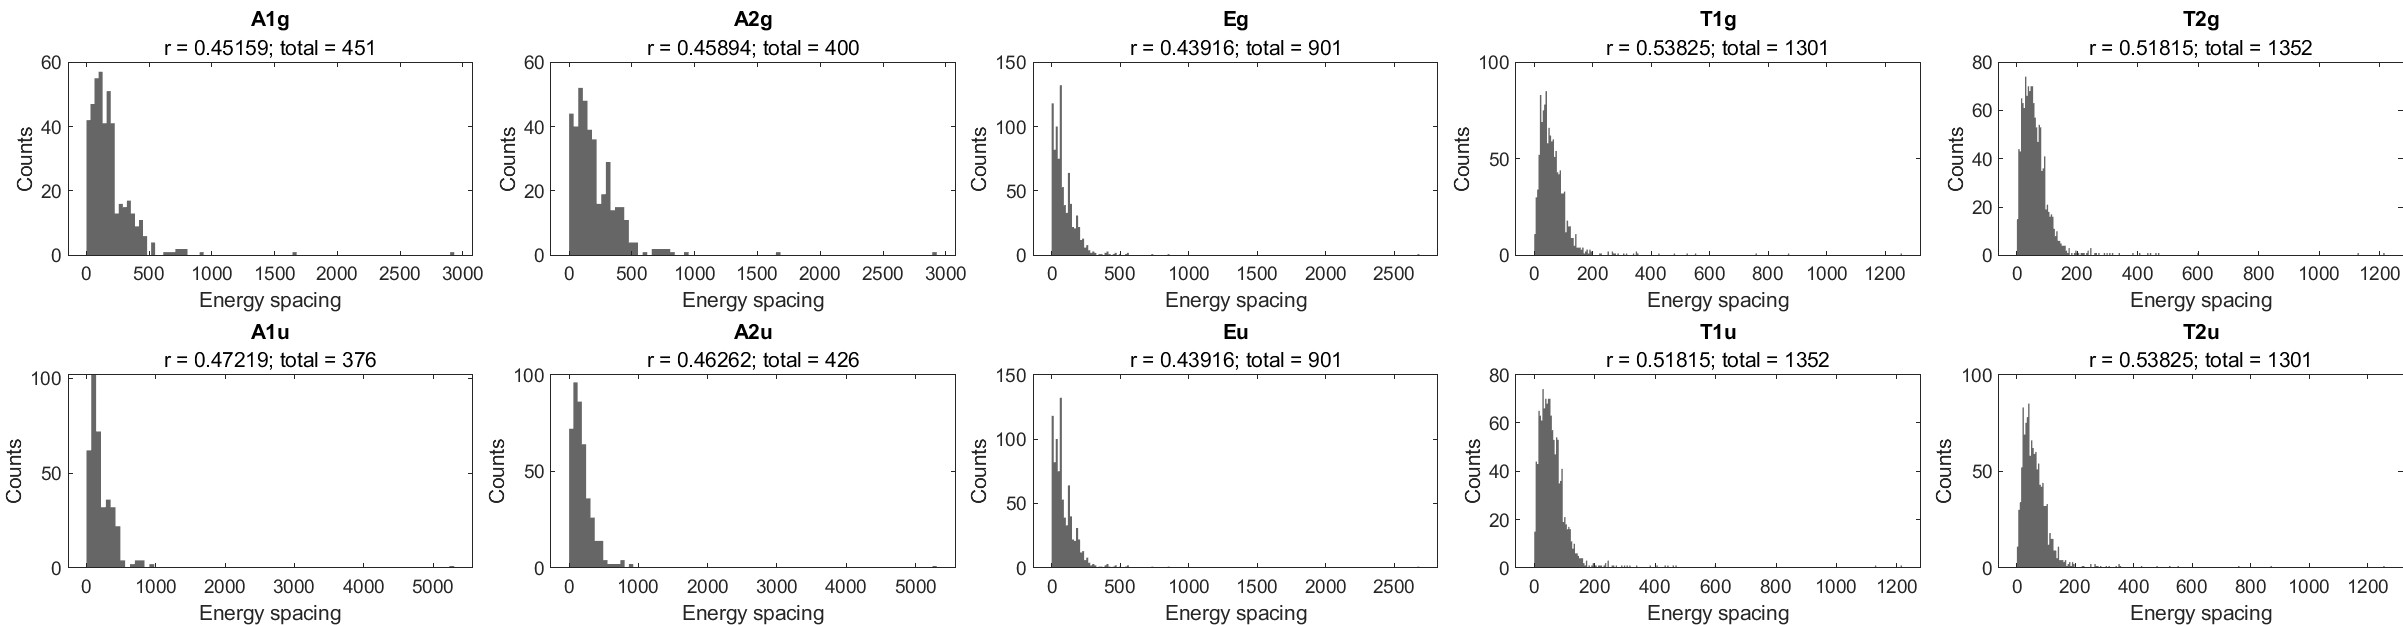 A1g
r = 0.45159; total = 451
60
40
20
0
Counts
0 500 1000 1500 2000 2500 3000
Energy spacing
A2g
r = 0.45894; total = 400
60
40
20
0
Counts
0 500 1000 1500 2000 2500 3000
Energy spacing
Eg
r = 0.43916; total = 901
150
100
50
0
Counts
0 500 1000 1500 2000 2500
Energy spacing
T1g
r = 0.53825; total = 1301
100
50
0
Counts
0 200 400 600 800 1000 1200
Energy spacing
T2g
r = 0.51815; total = 1352
80
60
40
20
0
Counts
0 200 400 600 800 1000 1200
Energy spacing
A1u
r = 0.47219; total = 376
100
50
0
Counts
0 1000 2000 3000 4000 5000
Energy spacing
A2u
r = 0.46262; total = 426
100
50
0
Counts
0 1000 2000 3000 4000 5000
Energy spacing
Eu
r = 0.43916; total = 901
150
100
50
0
Counts
0 500 1000 1500 2000 2500
Energy spacing
T1u
r = 0.51815; total = 1352
80
60
40
20
0
Counts
0 200 400 600 800 1000 1200
Energy spacing
T2u
r = 0.53825; total = 1301
100
50
0
Counts
0 200 400 600 800 1000 1200
Energy spacing